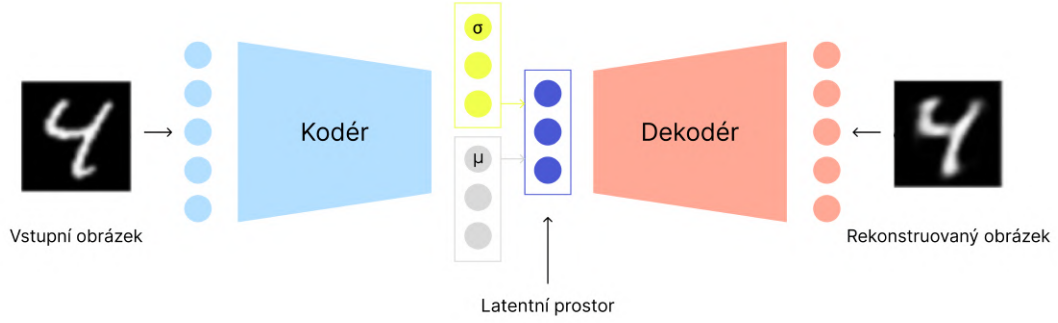 σ
Kodér
μ
Dekodér
Vstupní obrázek
Rekonstruovaný obrázek
Latentní prostor